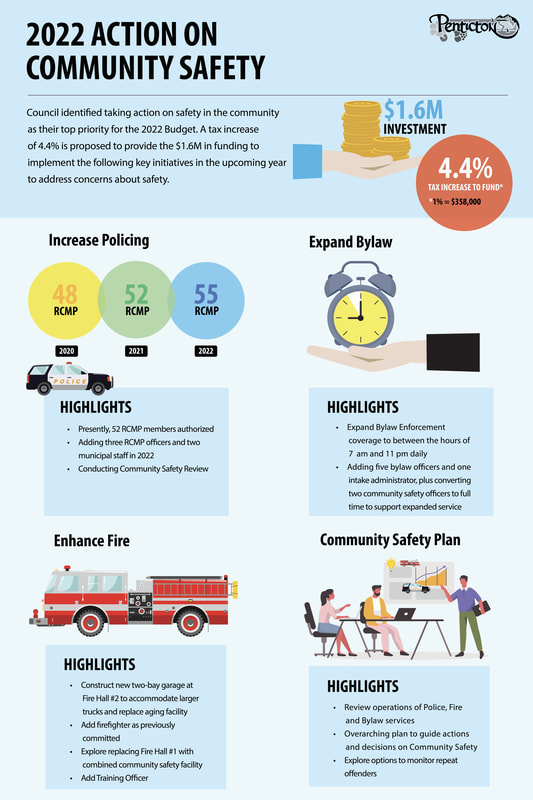 2022 ACTION ON
COMMUNITY SAFETY
Penticton
Council identified taking action on safety in the community
as their top priority for the 2022 Budget. A tax increase
of 4.4% is proposed to provide the $1.6M in funding to
implement the following key initiatives in the upcoming year
to address concerns about safety.
$1.6M
INVESTMENT
4.4%
TAX INCREASE TO FUND*
*1% = $358,000
Increase Policing
48
RCMP
52
RCMP
55
RCMP
2020
2021
2022
POLICE
HIGHLIGHTS
• Presently, 52 RCMP members authorized
• Adding three RCMP officers and two
municipal staff in 2022
• Conducting Community Safety Review
Expand Bylaw
HIGHLIGHTS
• Expand Bylaw Enforcement
coverage to between the hours of
7 am and 11 pm daily
• Adding five bylaw officers and one
intake administrator, plus converting
two community safety officers to full
time to support expanded service
Enhance Fire
HIGHLIGHTS
• Construct new two-bay garage at
Fire Hall #2 to accommodate larger
trucks and replace aging facility
• Add firefighter as previously
committed
• Explore replacing Fire Hall #1 with
combined community safety facility
• Add Training Officer
Community Safety Plan
HIGHLIGHTS
• Review operations of Police, Fire
and Bylaw services
• Overarching plan to guide actions
and decisions on Community Safety
• Explore options to monitor repeat
offenders